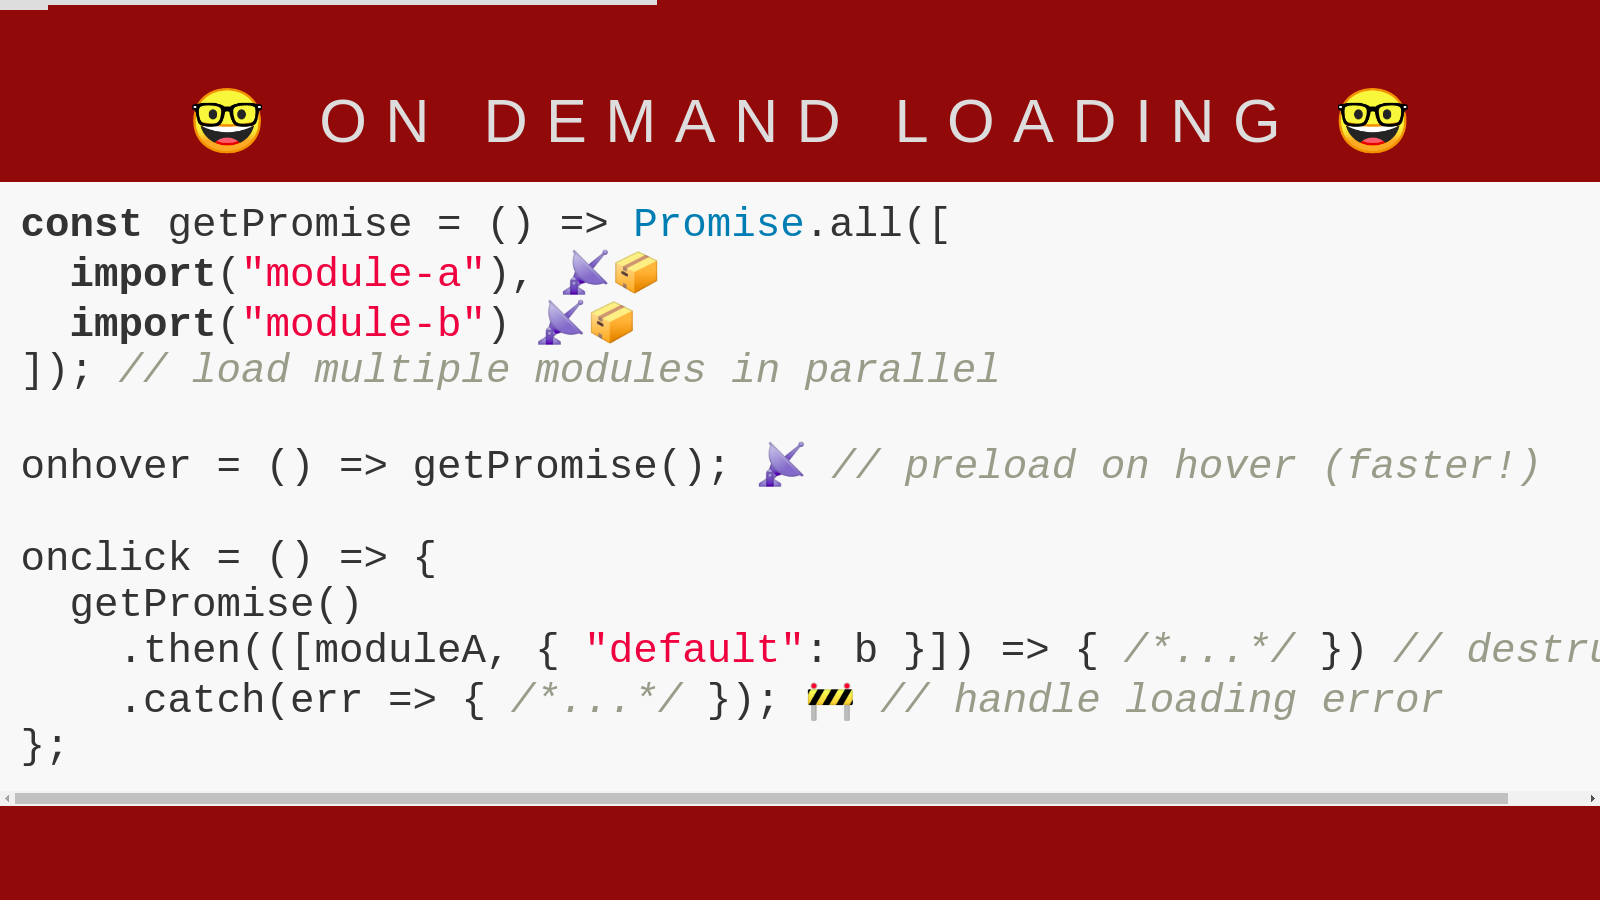 🤓 ON DEMAND LOADING 🤓
const getPromise = () => Promise.all([
  import("module-a"), 📡📦
  import("module-b") 📡📦
]); // load multiple modules in parallel
onhover = () => getPromise(); 📡 // preload on hover (faster!)
onclick = () => {
  getPromise()
    .then(([moduleA, { "default": b }]) => { /*...*/ }) //
    .catch(err => { /*...*/ }); 🚧 // handle loading error
};